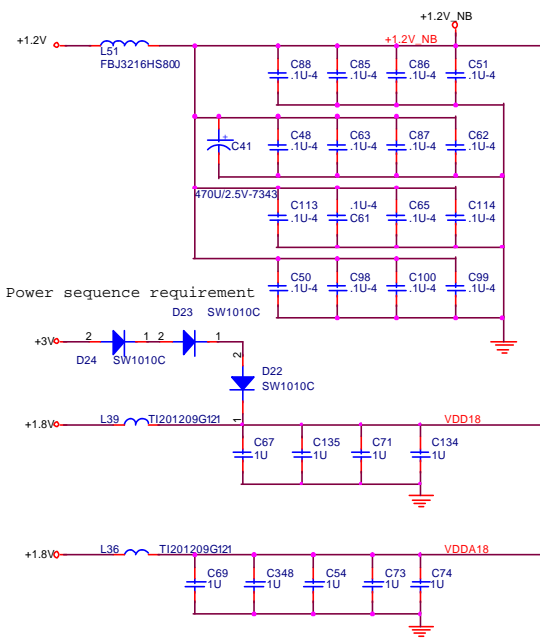 +1.2V_NB
+1.2V
+1.2V_NB
L51
FBJ3216HS800
C88
.1U-4
C85
.1U-4
C86
.1U-4
C51
.1U-4
+
C41
470U/2.5V-7343
C48
.1U-4
C63
.1U-4
C87
.1U-4
C62
.1U-4
C113
.1U-4
.1U-4
C61
C65
.1U-4
C114
.1U-4
C50
.1U-4
C98
.1U-4
C100
.1U-4
C99
.1U-4
Power sequence requirement
D23 SW1010C
+3V 2 1 2 1
D24 SW1010C
2
D22
SW1010C
1
+1.8V L39 TI201209G121 VDD18
C67
1U
C135
1U
C71
1U
C134
1U
+1.8V L36 TI201209G121 VDDA18
C69
1U
C348
1U
C54
1U
C73
1U
C74
1U